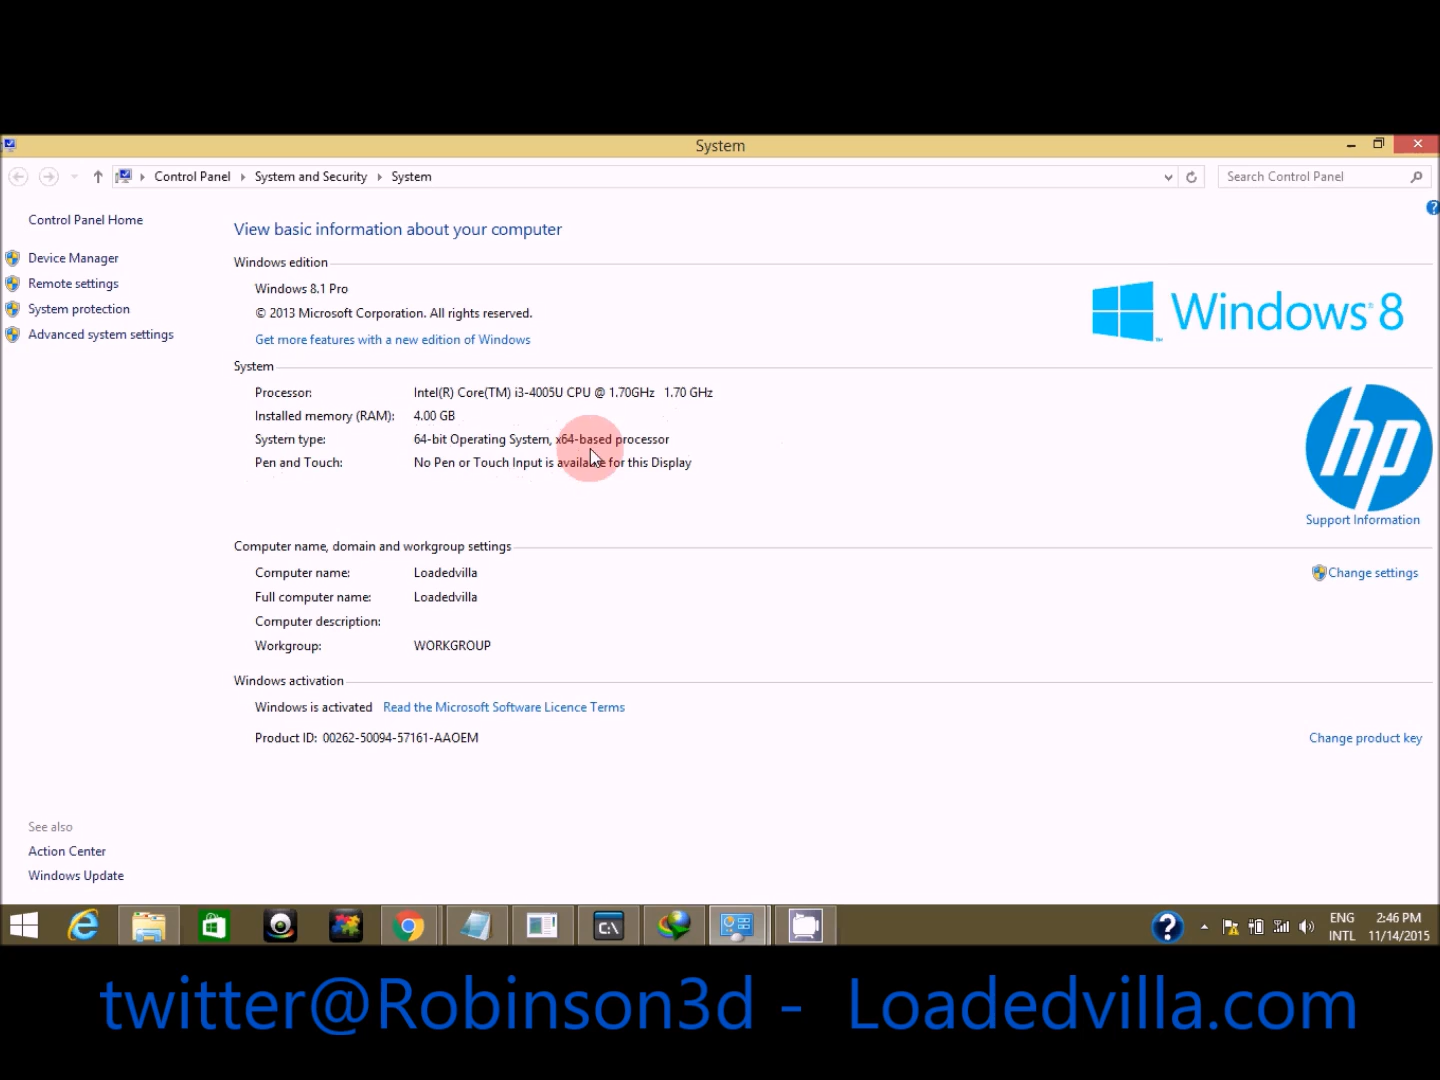 System
Control Panel System and Security System
Search Control Panel
Control Panel Home
Device Manager
Remote settings
System protection
Advanced system settings
View basic information about your computer
Windows edition
Windows 8.1 Pro
© 2013 Microsoft Corporation. All rights reserved.
Get more features with a new edition of Windows
Windows 8
System
Processor: Intel(R) Core(TM) i3-4005U CPU @ 1.70GHz 1.70 GHz
Installed memory (RAM): 4.00 GB
System type: 64-bit Operating System, x64-based processor
Pen and Touch: No Pen or Touch Input is available for this Display
hp
Support Information
Computer name, domain and workgroup settings
Computer name: Loadedvilla
Change settings
Full computer name: Loadedvilla
Computer description:
Workgroup: WORKGROUP
Windows activation
Windows is activated Read the Microsoft Software Licence Terms
Product ID: 00262-50094-57161-AAOEM
Change product key
See also
Action Center
Windows Update
C:\
ENG 2:46 PM
INTL 11/14/2015
twitter@Robinson3d - Loadedvilla.com